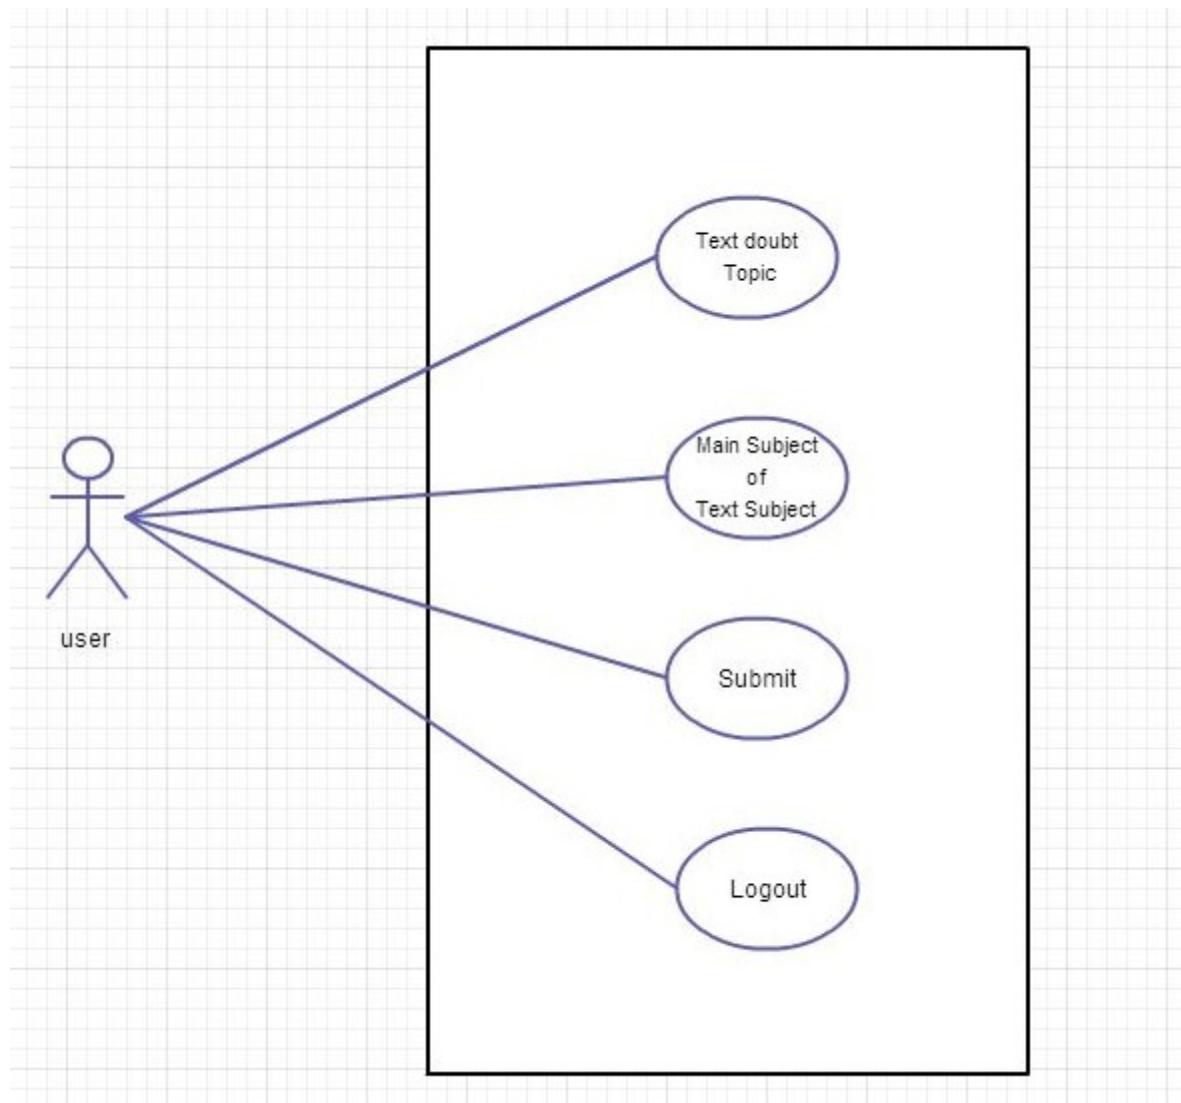 Text doubt
Topic
Main Subject
of
Text Subject
user
Submit
Logout